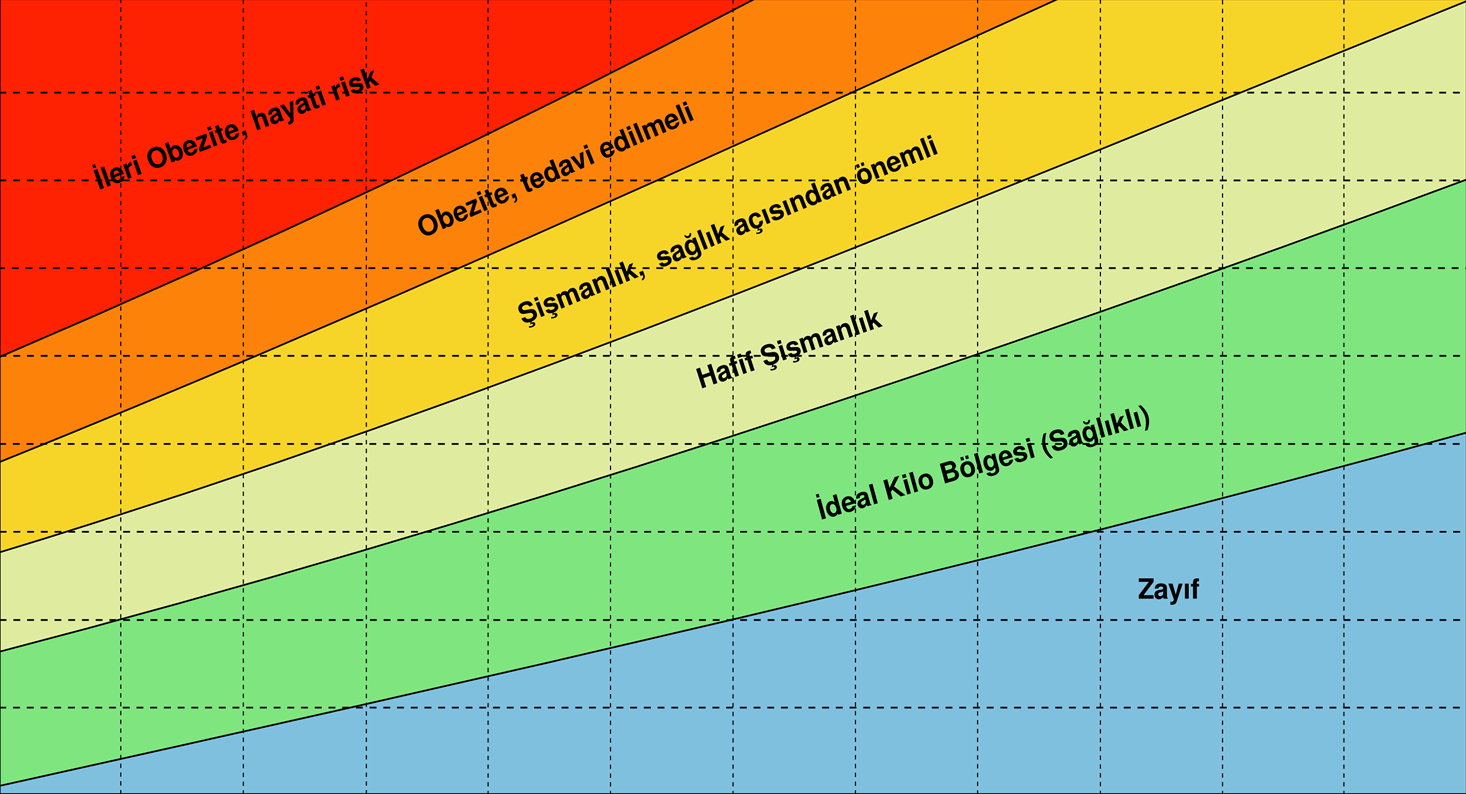 İleri Obezite, hayati risk
Obezite, tedavi edilmeli
Şişmanlık, sağlık açısından önemli
Hafif Şişmanlık
İdeal Kilo Bölgesi (Sağlıklı)
Zayıf